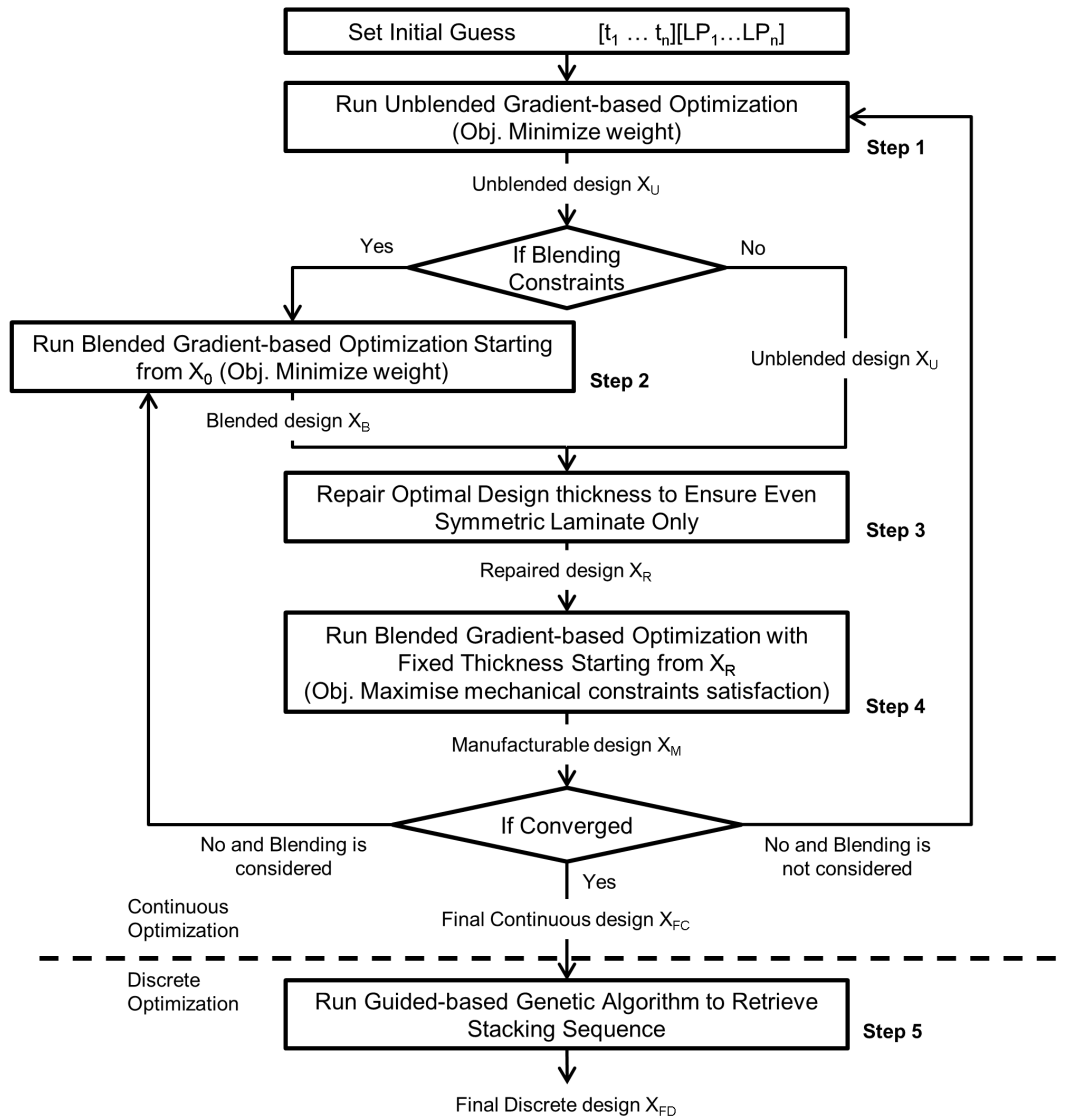 Set Initial Guess [t1 … tn][LP1…LPn]
Run Unblended Gradient-based Optimization
(Obj. Minimize weight)
Step 1
Unblended design XU
Yes
No
If Blending
Constraints
Run Blended Gradient-based Optimization Starting
from X0 (Obj. Minimize weight)
Step 2
Unblended design XU
Blended design XB
Repair Optimal Design thickness to Ensure Even
Symmetric Laminate Only
Step 3
Repaired design XR
Run Blended Gradient-based Optimization with
Fixed Thickness Starting from XR
(Obj. Maximise mechanical constraints satisfaction)
Step 4
Manufacturable design XM
If Converged
No and Blending is
considered
No and Blending is
not considered
Yes
Continuous
Optimization
Final Continuous design XFC
Discrete
Optimization
Run Guided-based Genetic Algorithm to Retrieve
Stacking Sequence
Step 5
Final Discrete design XFD